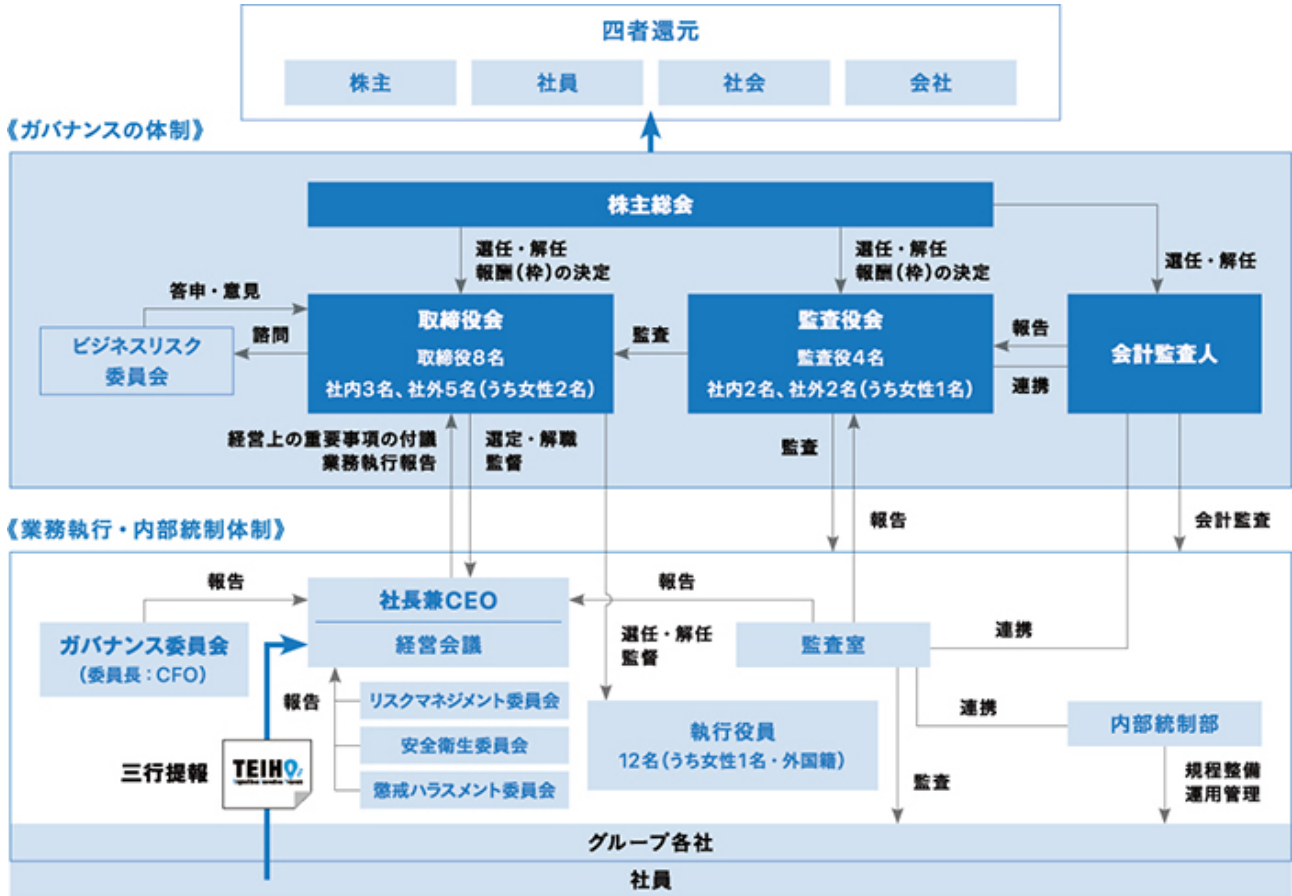 四者還元
株主
社員
社会
会社
《ガバナンスの体制》
株主総会
選任・解任
報酬(枠)の決定
選任・解任
報酬(枠)の決定
選任・解任
答申・意見
ビジネスリスク
委員会
諮問
取締役会
取締役8名
社内3名、社外5名(うち女性2名)
監査
監査役会
監査役4名
社内2名、社外2名(うち女性1名)
報告
連携
会計監査人
経営上の重要事項の付議
業務執行報告
選定・解職
監督
監査
報告
会計監査
《業務執行・内部統制体制》
報告
社長兼CEO
経営会議
報告
ガバナンス委員会
(委員長:CFO)
選任・解任
監督
監査室
連携
報告
リスクマネジメント委員会
安全衛生委員会
懲戒ハラスメント委員会
執行役員
12名(うち女性1名・外国籍)
連携
内部統制部
三行提報
TEIHO
監査
規程整備
運用管理
グループ各社
社員